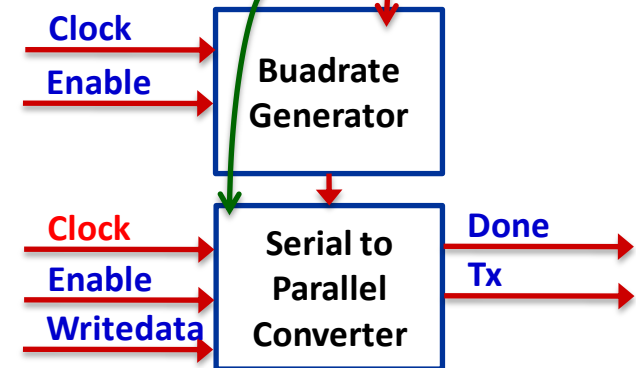 Clock
Enable
Buadrate
Generator
Clock
Enable
Writedata
Serial to
Parallel
Converter
Done
Tx